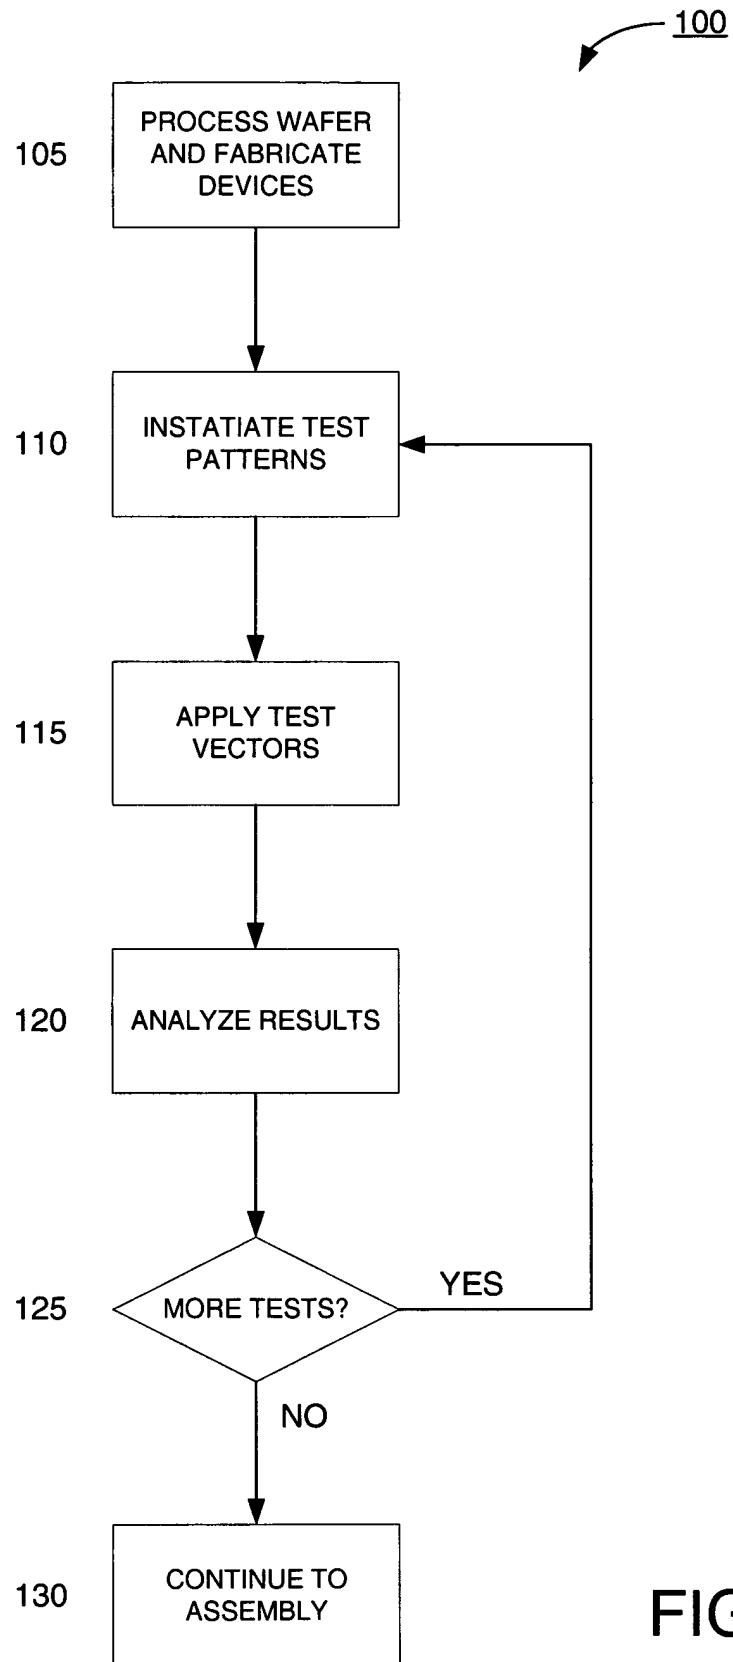 100
105
PROCESS WAFER
AND FABRICATE
DEVICES
110
INSTATIATE TEST
PATTERNS
115
APPLY TEST
VECTORS
120
ANALYZE RESULTS
125
MORE TESTS?
YES
NO
130
CONTINUE TO
ASSEMBLY
FIG